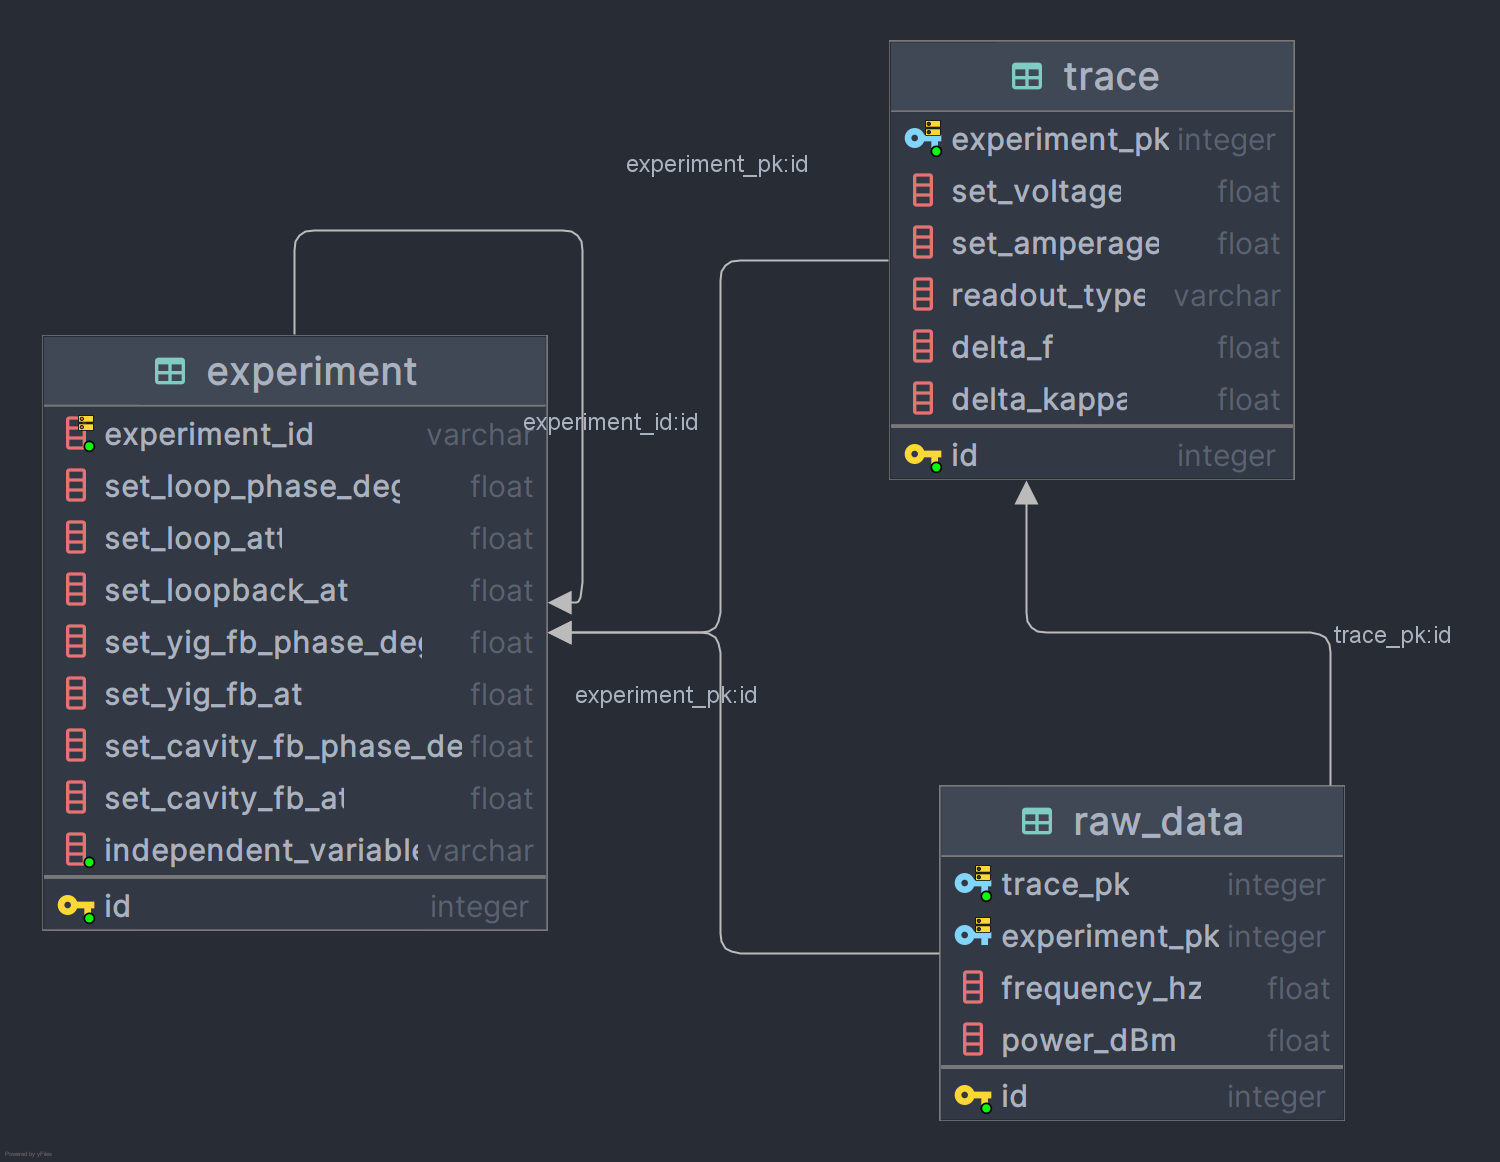 trace
experiment_pk integer
set_voltage float
set_amperage float
readout_type varchar
delta_f float
delta_kappa float
id integer
experiment_pk:id
experiment
experiment_id varchar
set_loop_phase_deg float
set_loop_att float
set_loopback_at float
set_yig_fb_phase_deg float
set_yig_fb_at float
set_cavity_fb_phase_de float
set_cavity_fb_at float
independent_variable varchar
id integer
experiment_id:id
experiment_pk:id
trace_pk:id
raw_data
trace_pk integer
experiment_pk integer
frequency_hz float
power_dBm float
id integer
Powered by yFiles